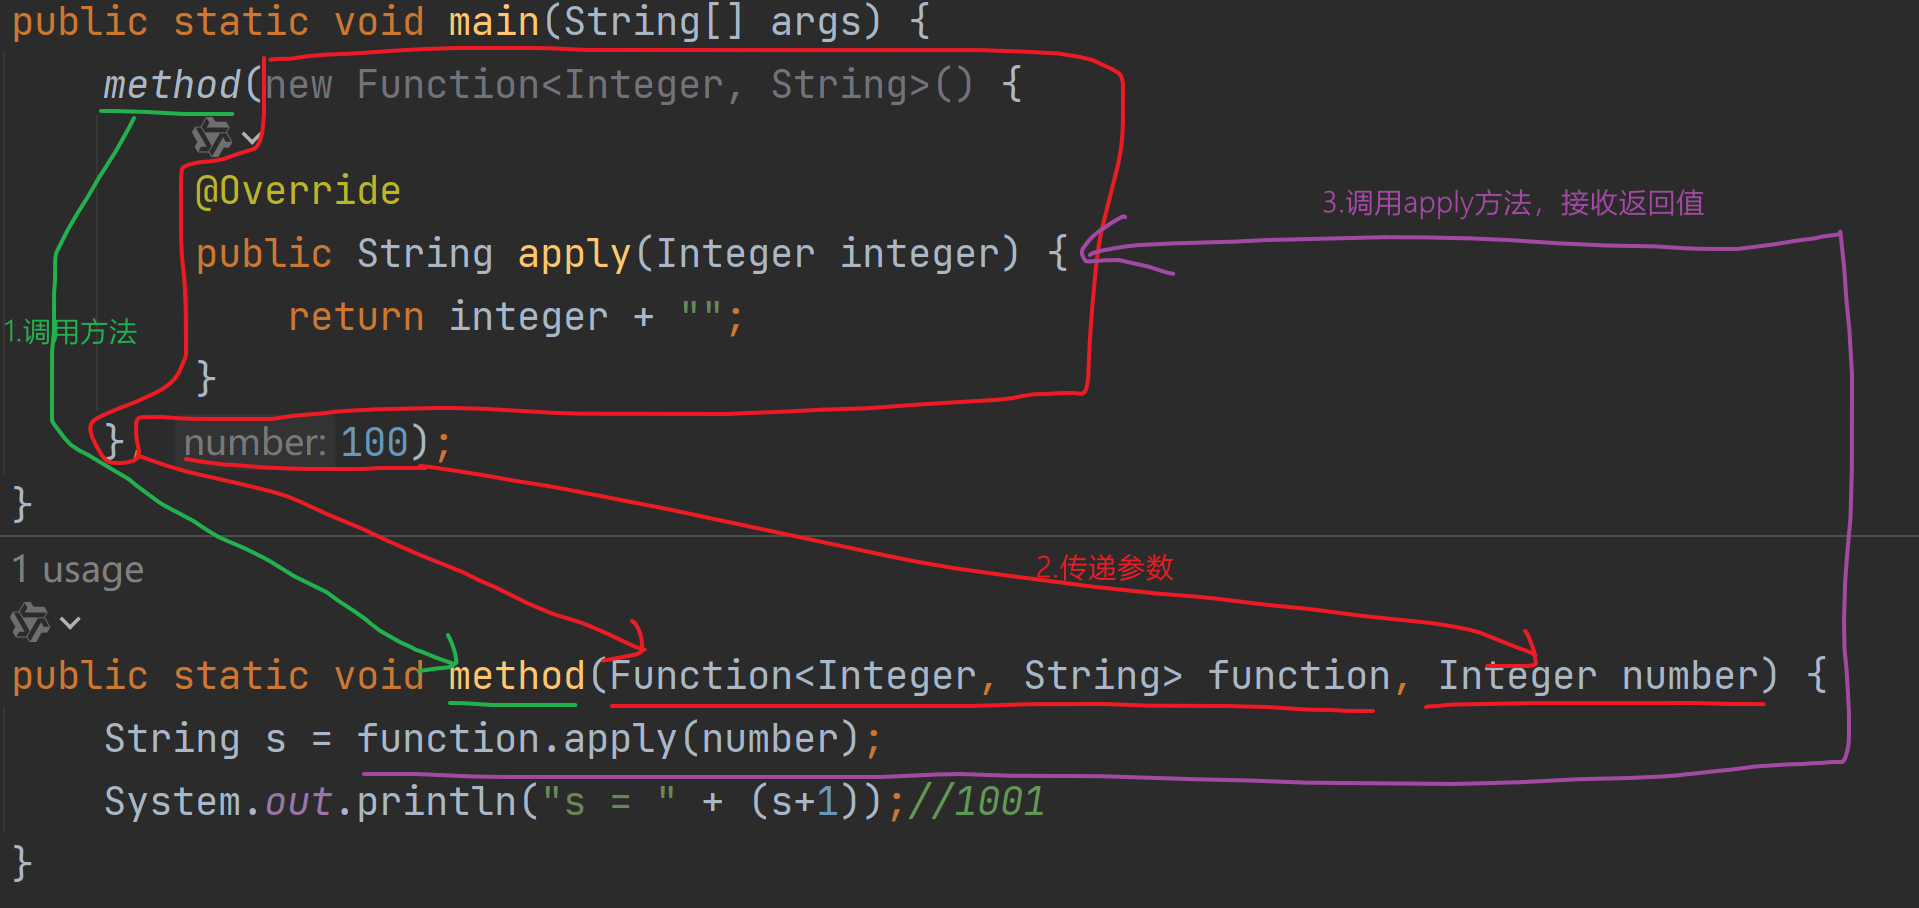 public static void main(String[] args) {
method(new Function<Integer, String>() {
@Override
3.调用apply方法，接收返回值
public String apply(Integer integer) {
return integer + "";
1.调用方法
}
}, number: 100);
}
1 usage
2.传递参数
public static void method(Function<Integer, String> function, Integer number) {
String s = function.apply(number);
System.out.println("s = " + (s+1));//1001
}